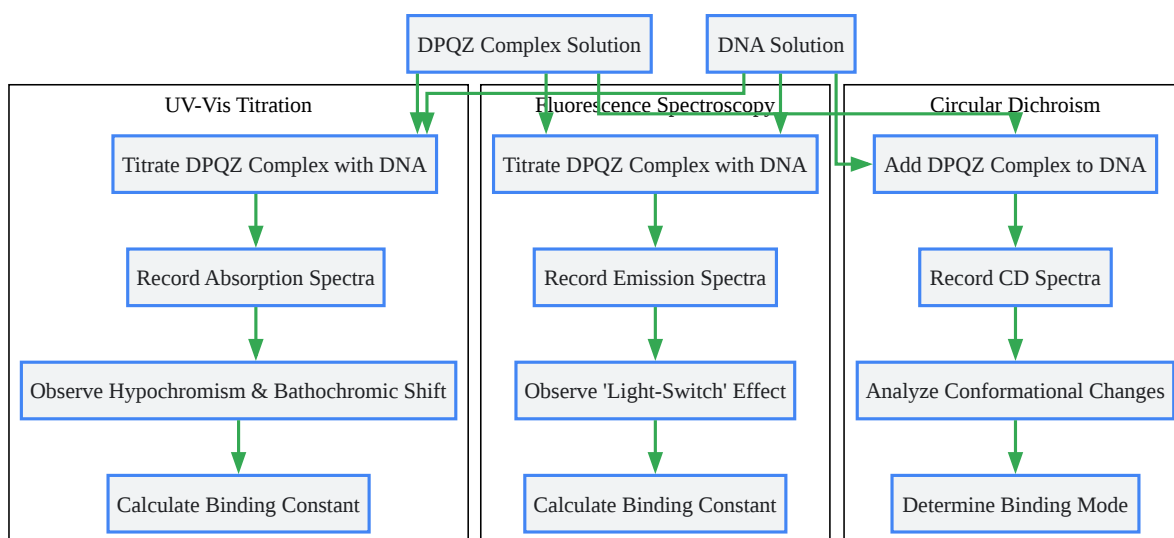 DPQZ Complex Solution
DNA Solution
UV-Vis Titration
Titrate DPQZ Complex with DNA
Record Absorption Spectra
Observe Hypochromism & Bathochromic Shift
Calculate Binding Constant
Fluorescence Spectroscopy
Titrate DPQZ Complex with DNA
Record Emission Spectra
Observe 'Light-Switch' Effect
Calculate Binding Constant
Circular Dichroism
Add DPQZ Complex to DNA
Record CD Spectra
Analyze Conformational Changes
Determine Binding Mode